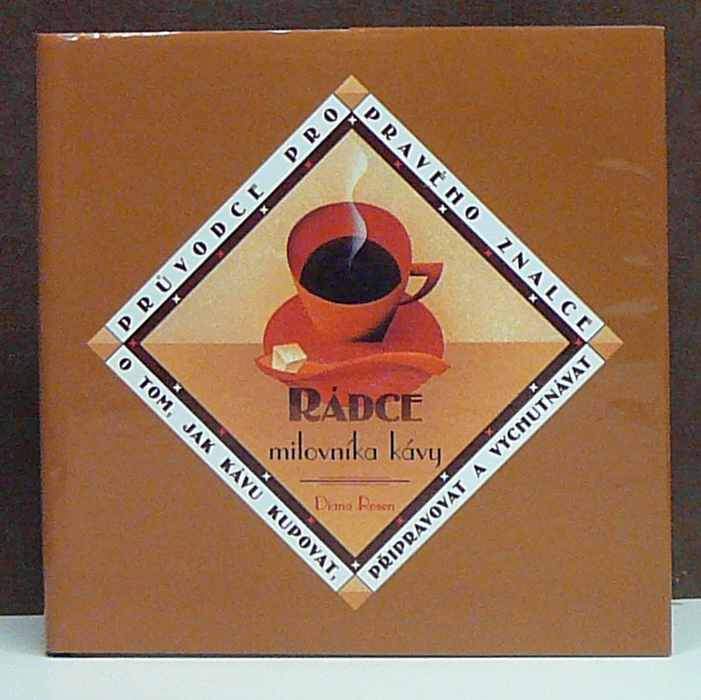 PRŮVODCE PRO
PRAVÉHO ZNALCE
O TOM, JAK KÁVU KUPOVAT,
PŘIPRAVOVAT A VYCHUTNÁVAT
RÁDCE
milovníka kávy
Diana Rosen